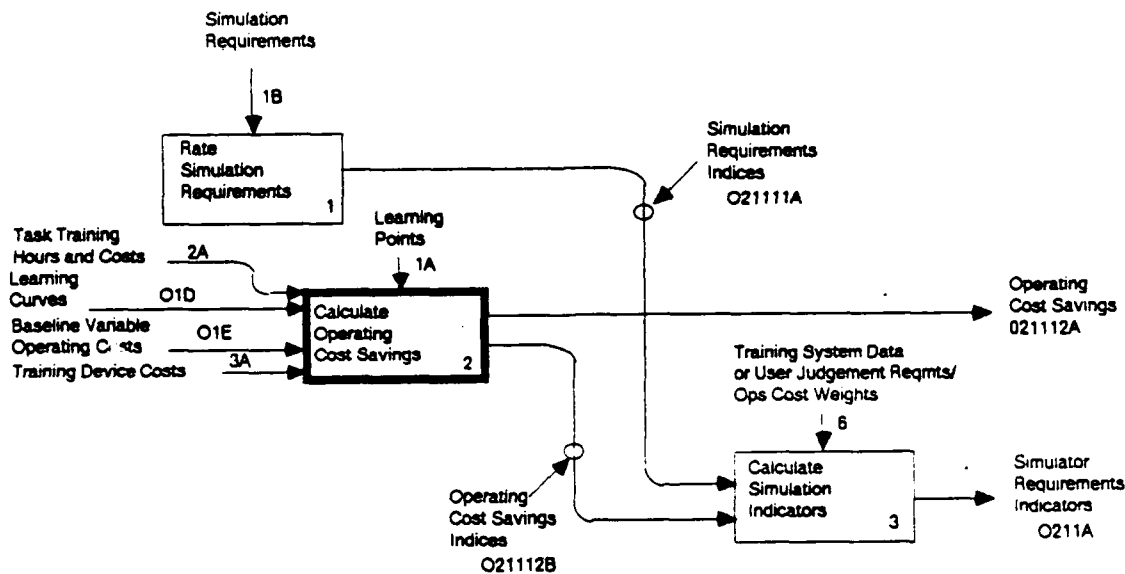 Simulation
Requirements
1B
Rate
Simulation
Requirements
1
Simulation
Requirements
Indices
O21111A
Task Training
Hours and Costs
2A
Learning
Curves
O1D
Baseline Variable
Operating Costs
O1E
Training Device Costs
3A
Learning
Points
1A
Calculate
Operating
Cost Savings
2
Operating
Cost Savings
021112A
Training System Data
or User Judgement Reqmts/
Ops Cost Weights
6
Operating
Cost Savings
Indices
O21112B
Calculate
Simulation
Indicators
3
Simulator
Requirements
Indicators
O211A